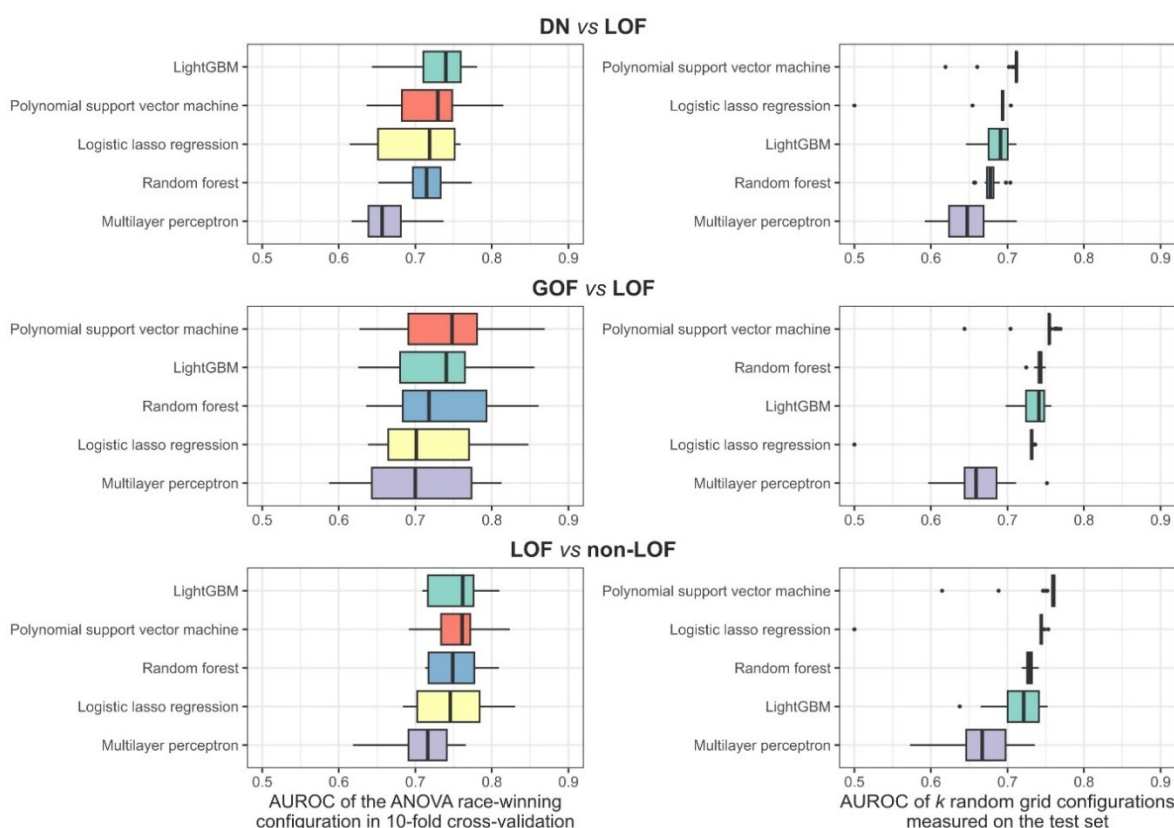 DN vs LOF
LightGBM
Polynomial support vector machine
Logistic lasso regression
Random forest
Multilayer perceptron
0.5 0.6 0.7 0.8 0.9
Polynomial support vector machine
Logistic lasso regression
LightGBM
Random forest
Multilayer perceptron
0.5 0.6 0.7 0.8 0.9
GOF vs LOF
Polynomial support vector machine
LightGBM
Random forest
Logistic lasso regression
Multilayer perceptron
0.5 0.6 0.7 0.8 0.9
Polynomial support vector machine
Random forest
LightGBM
Logistic lasso regression
Multilayer perceptron
0.5 0.6 0.7 0.8 0.9
LOF vs non-LOF
LightGBM
Polynomial support vector machine
Random forest
Logistic lasso regression
Multilayer perceptron
0.5 0.6 0.7 0.8 0.9
AUROC of the ANOVA race-winning
configuration in 10-fold cross-validation
Polynomial support vector machine
Logistic lasso regression
Random forest
LightGBM
Multilayer perceptron
0.5 0.6 0.7 0.8 0.9
AUROC of k random grid configurations
measured on the test set